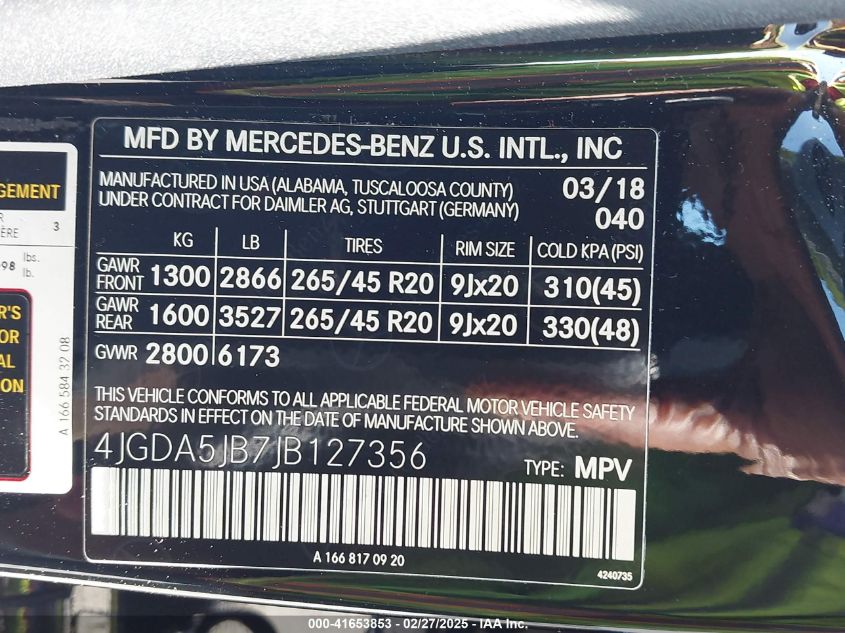 MFD BY MERCEDES-BENZ U.S. INTL., INC
MANUFACTURED IN USA (ALABAMA, TUSCALOOSA COUNTY)
UNDER CONTRACT FOR DAIMLER AG, STUTTGART (GERMANY)
03/18
040
KG LB TIRES RIM SIZE COLD KPA (PSI)
GAWR FRONT 1300 2866 265/45 R20 9Jx20 310(45)
GAWR REAR 1600 3527 265/45 R20 9Jx20 330(48)
GVWR 2800 6173
THIS VEHICLE CONFORMS TO ALL APPLICABLE FEDERAL MOTOR VEHICLE SAFETY
STANDARDS IN EFFECT ON THE DATE OF MANUFACTURE SHOWN ABOVE.
4JGDA5JB7JB127356
TYPE: MPV
A 166 817 09 20
4240735
3
lbs.
lb.
A 166 584 32 08
000-41653853 - 02/27/2025 - IAA Inc.